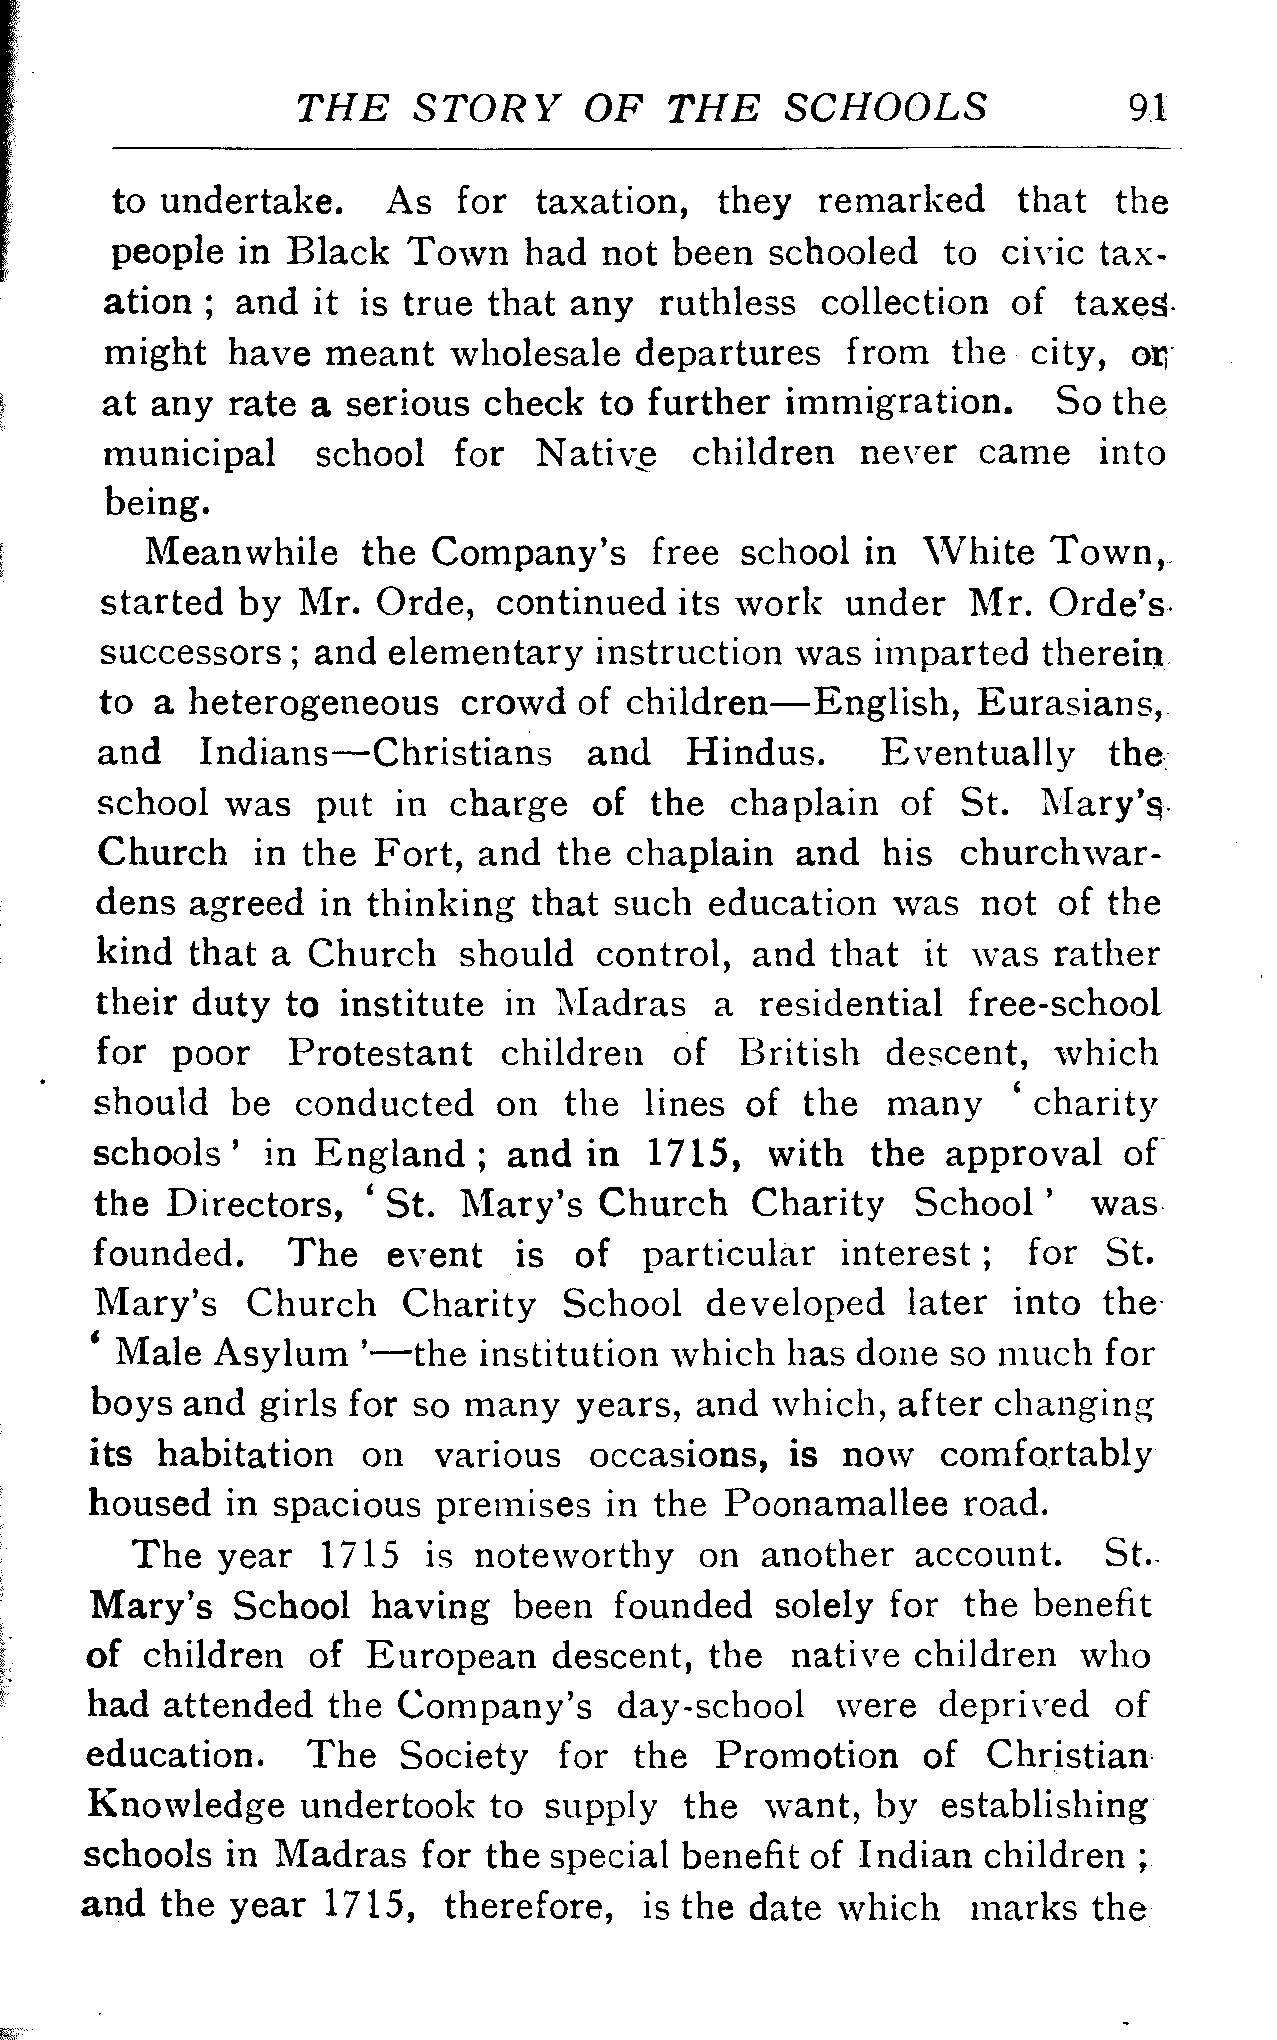 THE STORY OF THE SCHOOLS 91
to undertake. As for taxation, they remarked that the
people in Black Town had not been schooled to civic tax-
ation ; and it is true that any ruthless collection of taxes
might have meant wholesale departures from the city, or
at any rate a serious check to further immigration. So the
municipal school for Native children never came into
being.
Meanwhile the Company's free school in White Town,
started by Mr. Orde, continued its work under Mr. Orde's
successors ; and elementary instruction was imparted therein
to a heterogeneous crowd of children—English, Eurasians,
and Indians—Christians and Hindus. Eventually the
school was put in charge of the chaplain of St. Mary's
Church in the Fort, and the chaplain and his churchwar-
dens agreed in thinking that such education was not of the
kind that a Church should control, and that it was rather
their duty to institute in Madras a residential free-school
for poor Protestant children of British descent, which
should be conducted on the lines of the many ‘ charity
schools ’ in England ; and in 1715, with the approval of
the Directors, ‘ St. Mary's Church Charity School ’ was
founded. The event is of particular interest ; for St.
Mary's Church Charity School developed later into the
‘ Male Asylum ’—the institution which has done so much for
boys and girls for so many years, and which, after changing
its habitation on various occasions, is now comfortably
housed in spacious premises in the Poonamallee road.
The year 1715 is noteworthy on another account. St.
Mary's School having been founded solely for the benefit
of children of European descent, the native children who
had attended the Company's day-school were deprived of
education. The Society for the Promotion of Christian
Knowledge undertook to supply the want, by establishing
schools in Madras for the special benefit of Indian children ;
and the year 1715, therefore, is the date which marks the